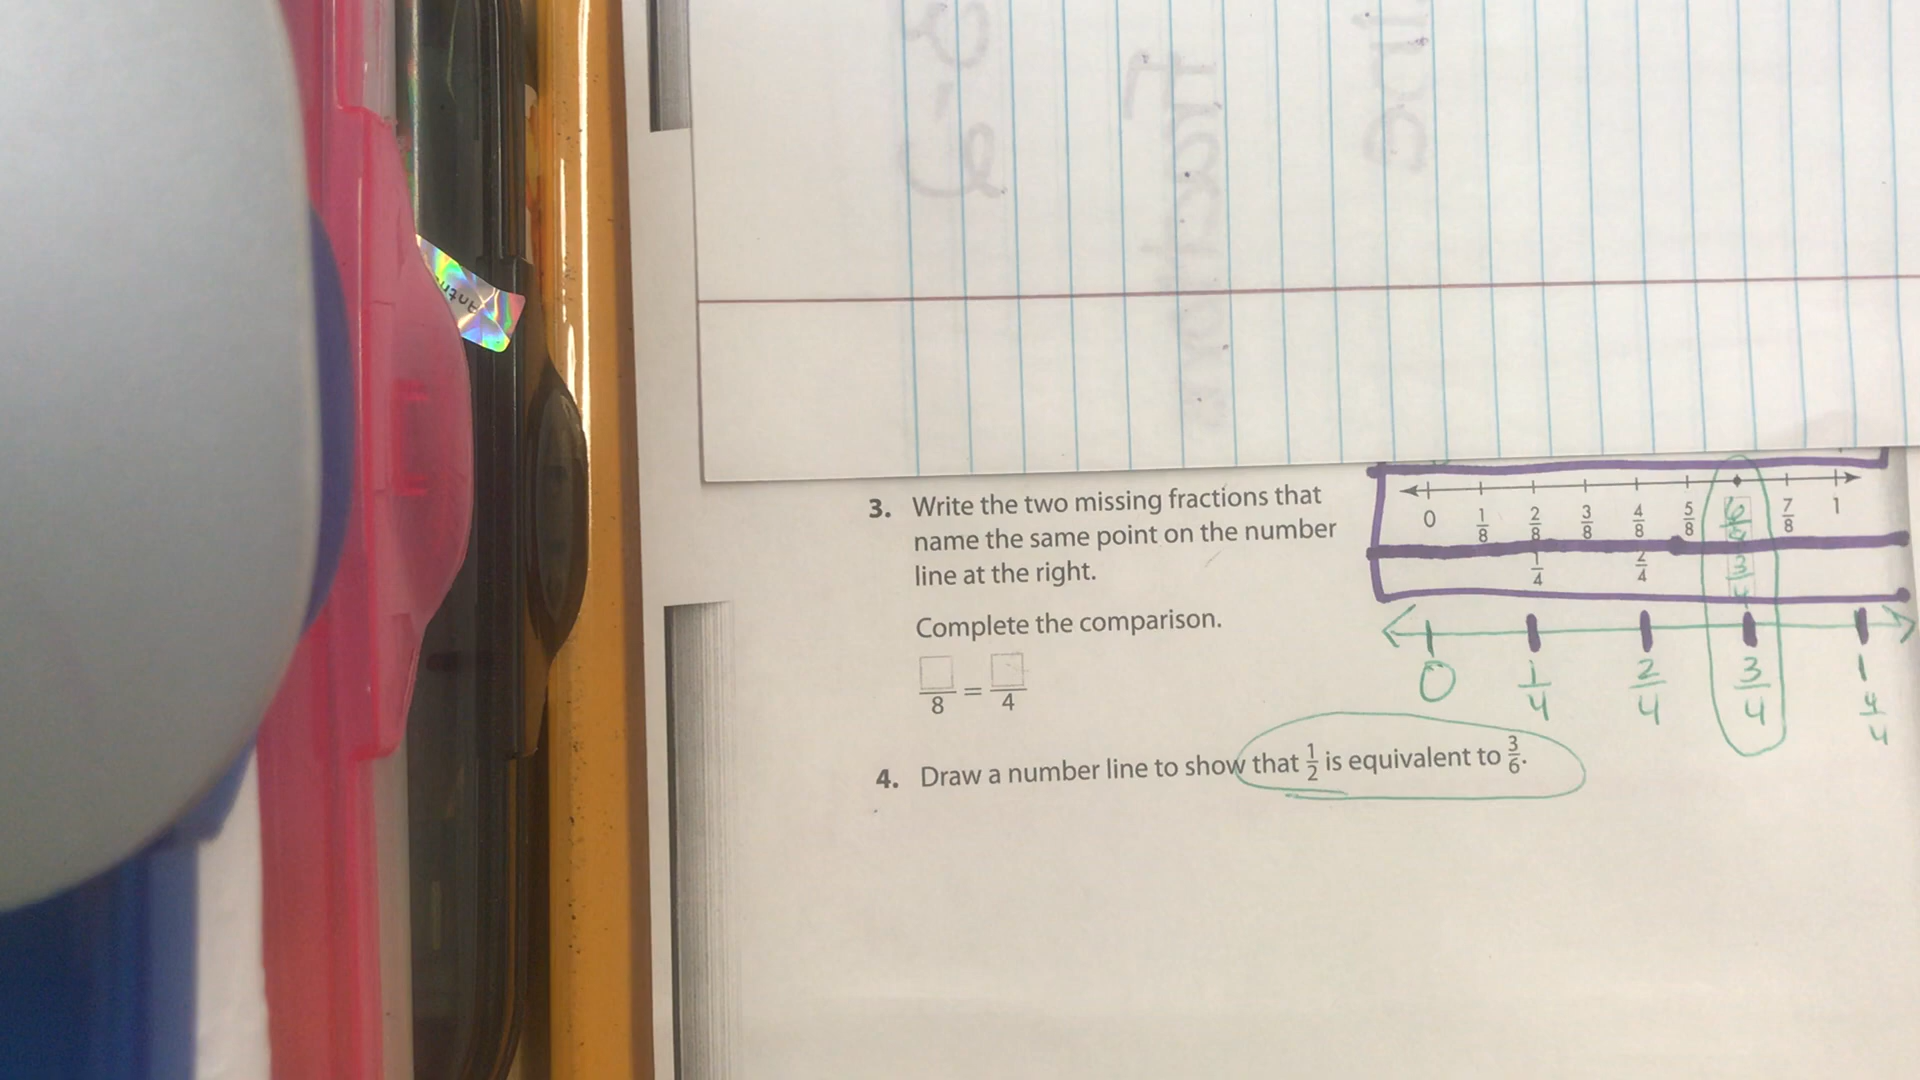 3. Write the two missing fractions that
name the same point on the number
line at the right.
Complete the comparison.
□/8 = □/4
0 1/8 2/8 3/8 4/8 5/8 6/8 7/8 1
1/4 2/4 3/4
0 1/4 2/4 3/4 1
4/4
4. Draw a number line to show that 1/2 is equivalent to 3/6.